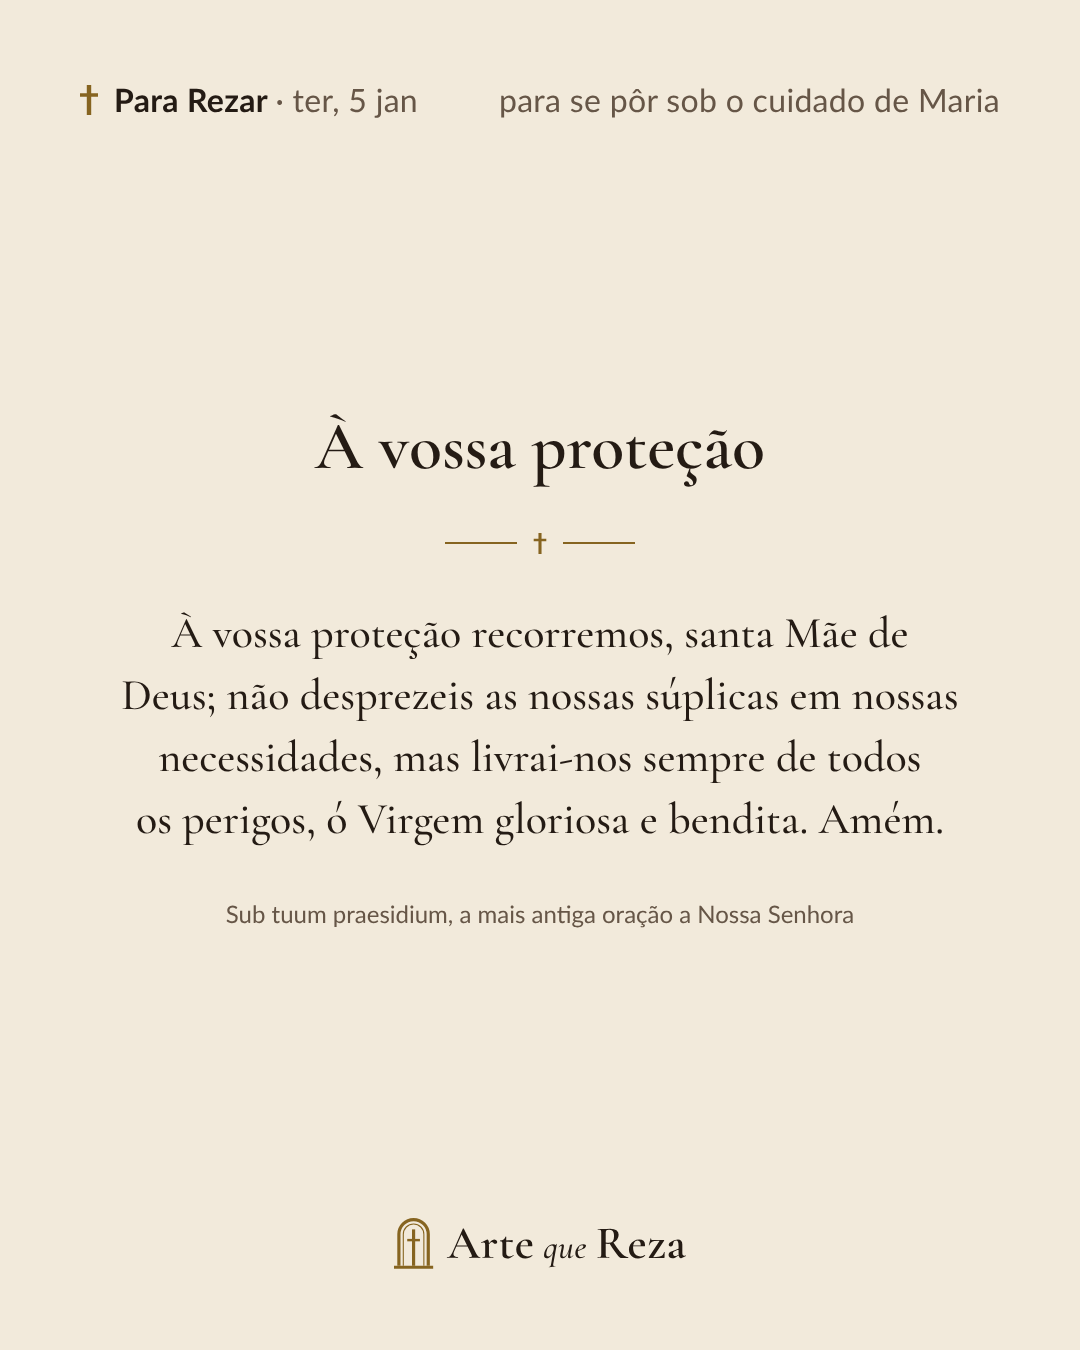 † Para Rezar · ter, 5 jan para se pôr sob o cuidado de Maria
À vossa proteção
À vossa proteção recorremos, santa Mãe de
Deus; não desprezeis as nossas súplicas em nossas
necessidades, mas livrai-nos sempre de todos
os perigos, ó Virgem gloriosa e bendita. Amém.
Sub tuum praesidium, a mais antiga oração a Nossa Senhora
Arte que Reza